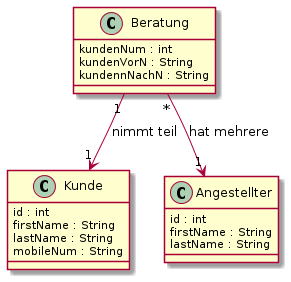 C Beratung
kundenNum : int
kundenVorN : String
kundennNachN : String
1 *
nimmt teil hat mehrere
1 1
C Kunde
id : int
firstName : String
lastName : String
mobileNum : String
C Angestellter
id : int
firstName : String
lastName : String